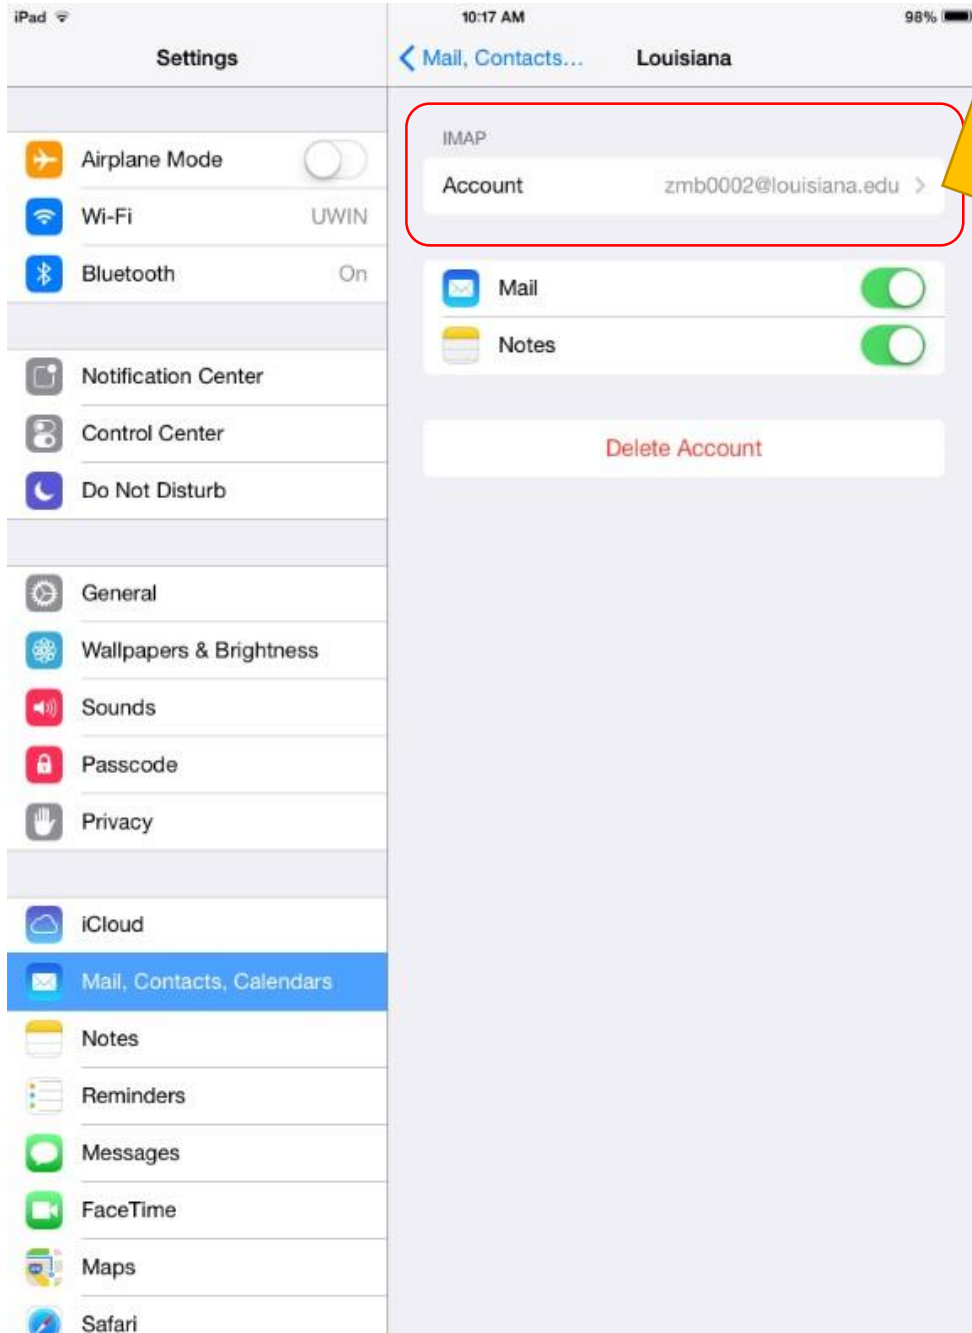 iPad 10:17 AM 98%
Settings
Mail, Contacts... Louisiana
Airplane Mode
Wi-Fi UWIN
Bluetooth On
Notification Center
Control Center
Do Not Disturb
General
Wallpapers & Brightness
Sounds
Passcode
Privacy
iCloud
Mail, Contacts, Calendars
Notes
Reminders
Messages
FaceTime
Maps
Safari
IMAP
Account zmb0002@louisiana.edu
Mail
Notes
Delete Account